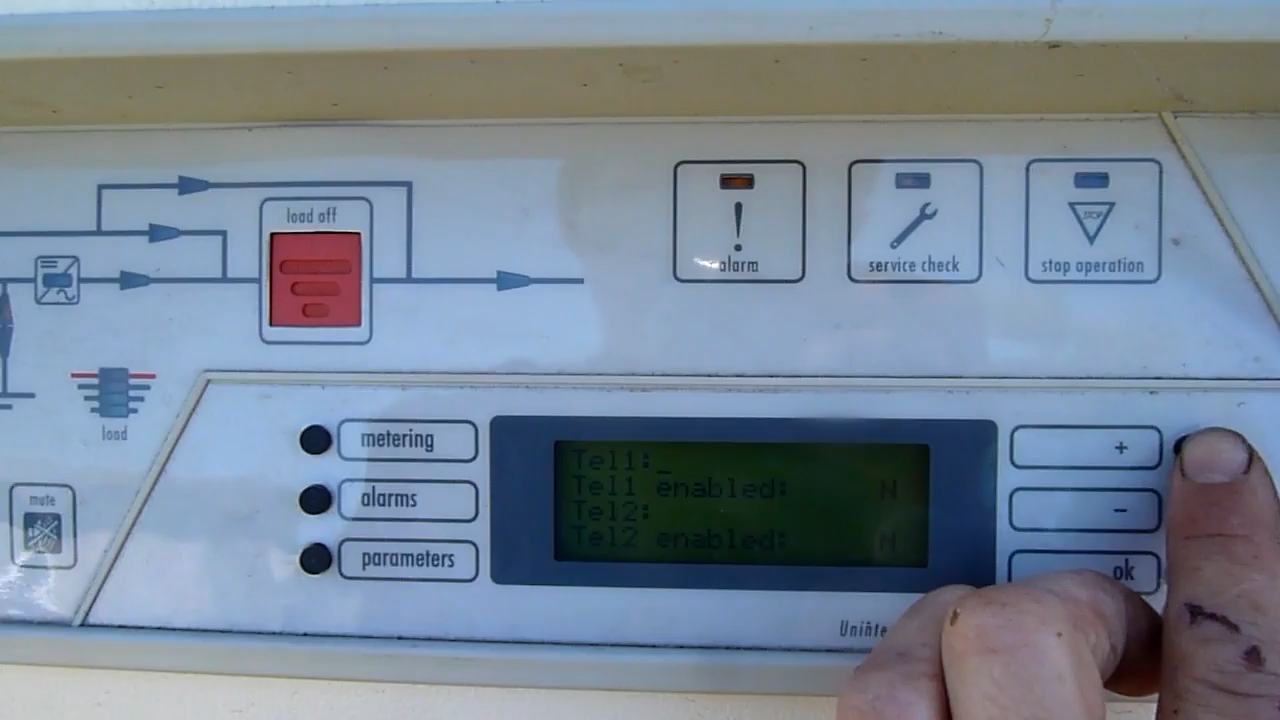 load off
alarm
STOP
service check
stop operation
load
mute
metering
alarms
parameters
Tel1:_
Tel1 enabled: N
Tel2:
Tel2 enabled: N
+
-
ok